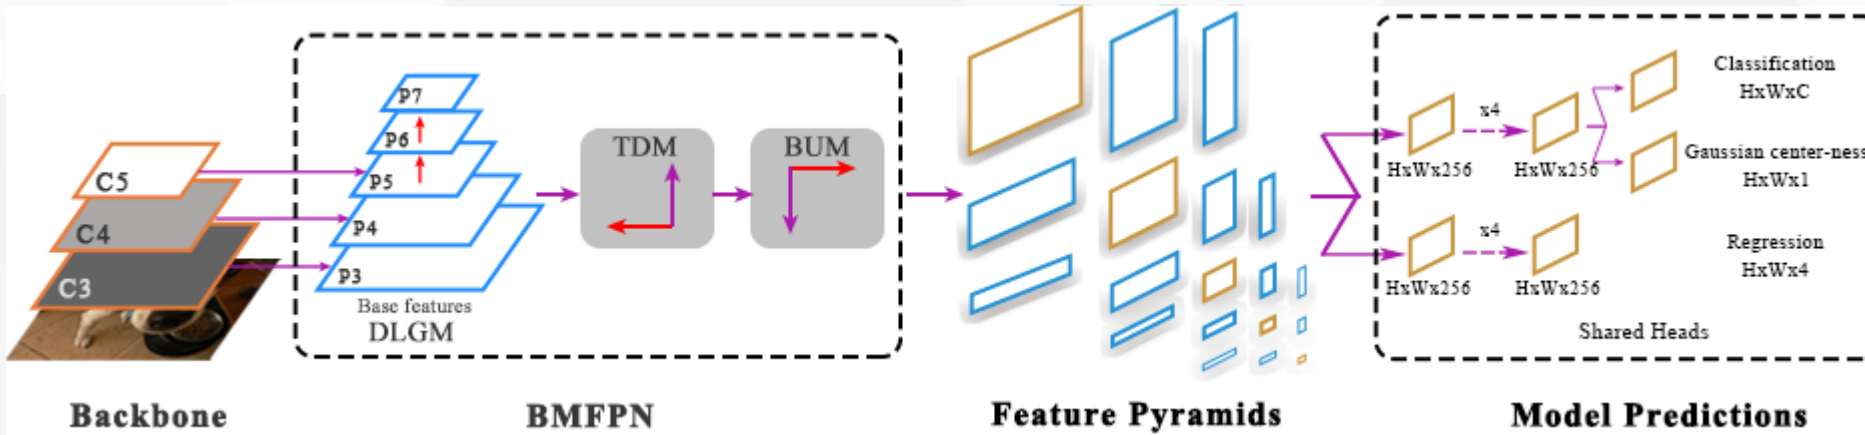 C5
C4
C3
P7
P6
P5
P4
P3
Base features
DLGM
TDM
BUM
x4
HxWx256
HxWx256
Classification
HxWxC
Gaussian center-ness
HxWx1
x4
HxWx256
HxWx256
Regression
HxWx4
Shared Heads
Backbone
BMFPN
Feature Pyramids
Model Predictions